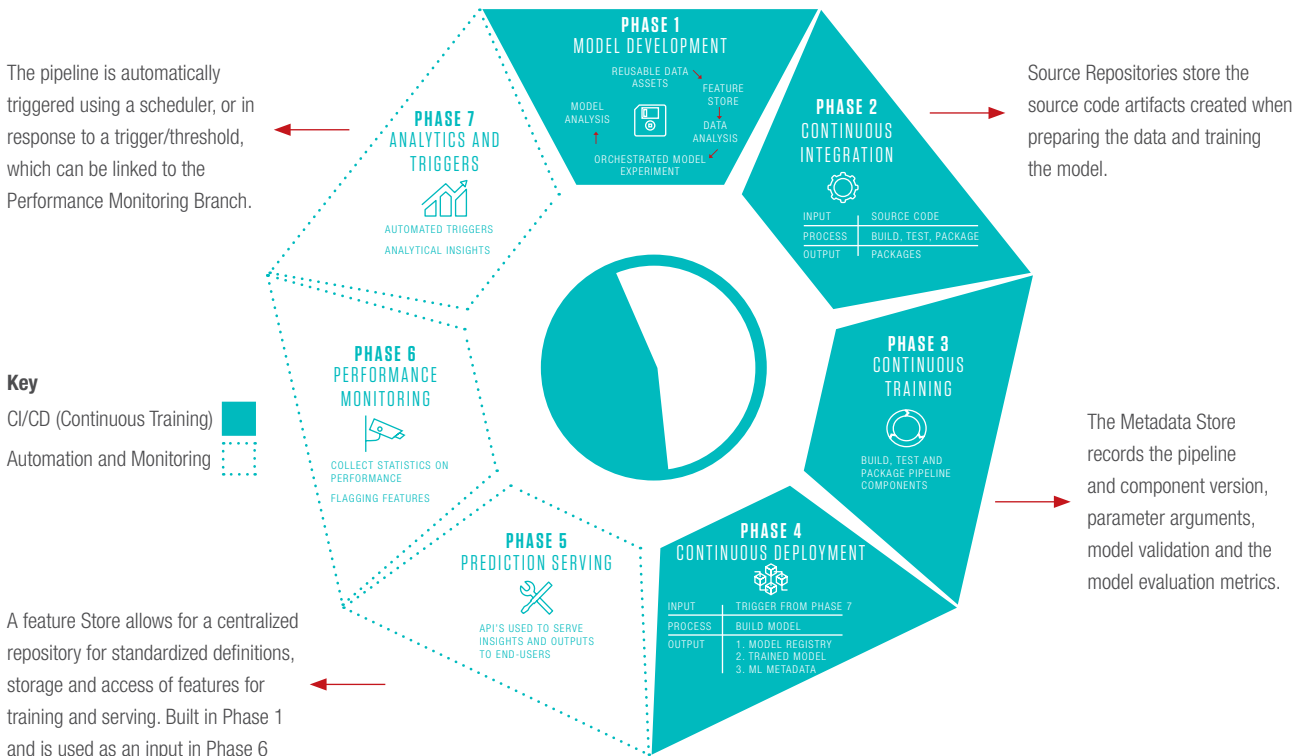 The pipeline is automatically
triggered using a scheduler, or in
response to a trigger/threshold,
which can be linked to the
Performance Monitoring Branch.
PHASE 1
MODEL DEVELOPMENT
REUSABLE DATA
ASSETS
FEATURE
STORE
DATA
ANALYSIS
ORCHESTRATED MODEL
EXPERIMENT
MODEL
ANALYSIS
PHASE 2
CONTINUOUS
INTEGRATION
INPUT SOURCE CODE
PROCESS BUILD, TEST, PACKAGE
OUTPUT PACKAGES
Source Repositories store the
source code artifacts created when
preparing the data and training
the model.
PHASE 3
CONTINUOUS
TRAINING
BUILD, TEST AND
PACKAGE PIPELINE
COMPONENTS
The Metadata Store
records the pipeline
and component version,
parameter arguments,
model validation and the
model evaluation metrics.
PHASE 4
CONTINUOUS DEPLOYMENT
INPUT TRIGGER FROM PHASE 7
PROCESS BUILD MODEL
OUTPUT 1. MODEL REGISTRY
2. TRAINED MODEL
3. ML METADATA
PHASE 5
PREDICTION SERVING
API'S USED TO SERVE
INSIGHTS AND OUTPUTS
TO END-USERS
PHASE 6
PERFORMANCE
MONITORING
COLLECT STATISTICS ON
PERFORMANCE
FLAGGING FEATURES
PHASE 7
ANALYTICS AND
TRIGGERS
AUTOMATED TRIGGERS
ANALYTICAL INSIGHTS
Key
CI/CD (Continuous Training)
Automation and Monitoring
A feature Store allows for a centralized
repository for standardized definitions,
storage and access of features for
training and serving. Built in Phase 1
and is used as an input in Phase 6